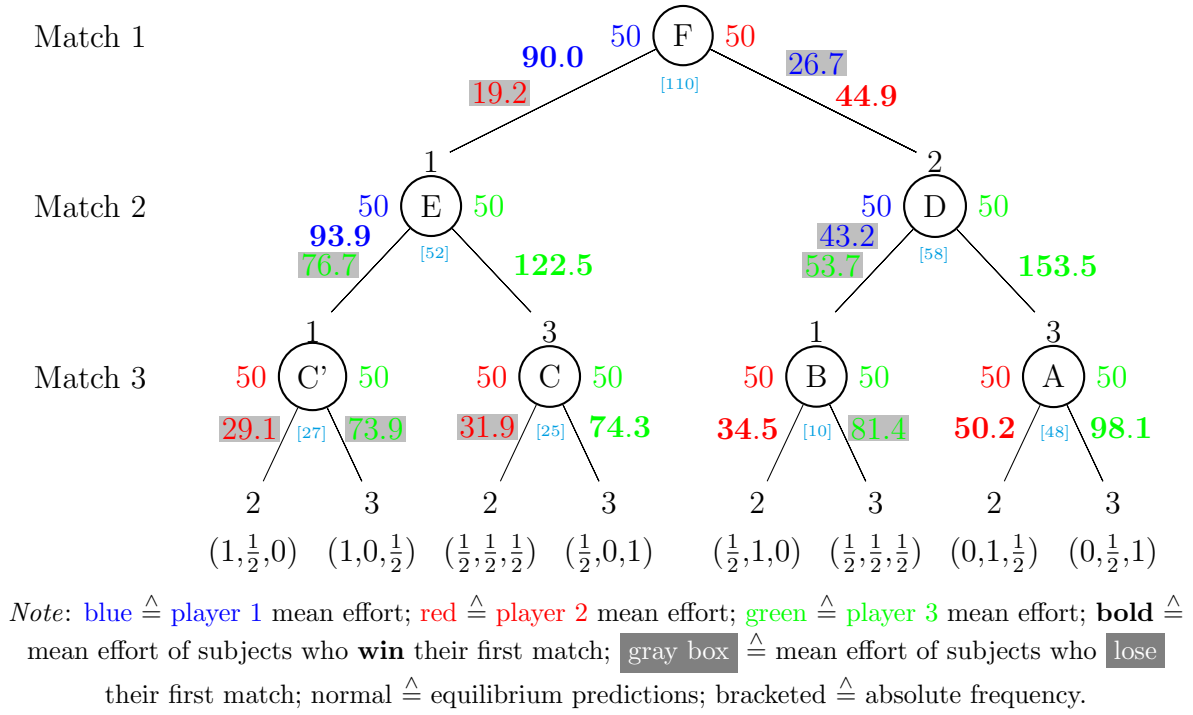 Match 1
50 F 50
90.0 26.7
19.2 [110] 44.9
1 2
Match 2
50 E 50 50 D 50
93.9 [52] 43.2 [58]
76.7 122.5 53.7 153.5
1 3 1 3
Match 3
50 C’ 50 50 C 50 50 B 50 50 A 50
29.1 [27] 73.9 31.9 [25] 74.3 34.5 [10] 81.4 50.2 [48] 98.1
2 3 2 3 2 3 2 3
(1,½,0) (1,0,½) (½,½,½) (½,0,1) (½,1,0) (½,½,½) (0,1,½) (0,½,1)
Note: blue ≙ player 1 mean effort; red ≙ player 2 mean effort; green ≙ player 3 mean effort; bold ≙
mean effort of subjects who win their first match; gray box ≙ mean effort of subjects who lose
their first match; normal ≙ equilibrium predictions; bracketed ≙ absolute frequency.